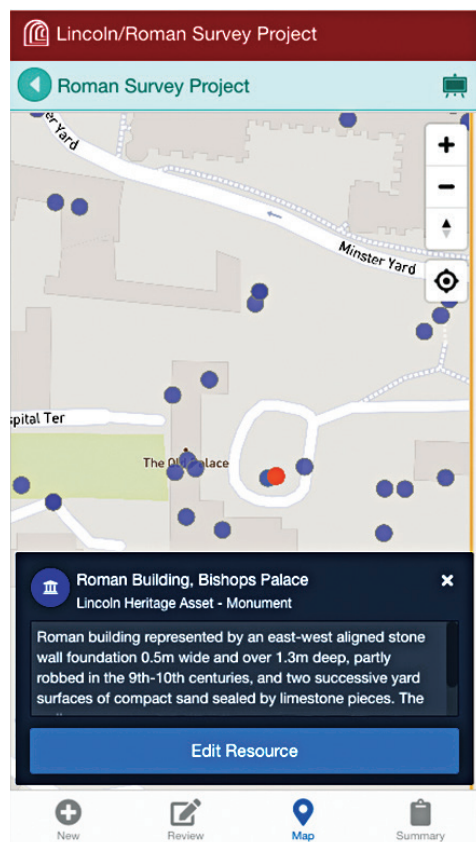 Lincoln/Roman Survey Project
Roman Survey Project
Yard
Minster Yard
spital Ter
The Old Palace
Roman Building, Bishops Palace
Lincoln Heritage Asset - Monument
Roman building represented by an east-west aligned stone
wall foundation 0.5m wide and over 1.3m deep, partly
robbed in the 9th-10th centuries, and two successive yard
surfaces of compact sand sealed by limestone pieces. The
Edit Resource
New
Review
Map
Summary